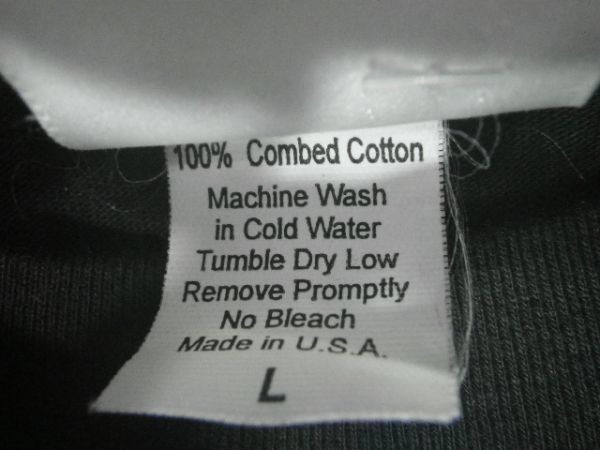 100% Combed Cotton
Machine Wash
in Cold Water
Tumble Dry Low
Remove Promptly
No Bleach
Made in U.S.A.
L